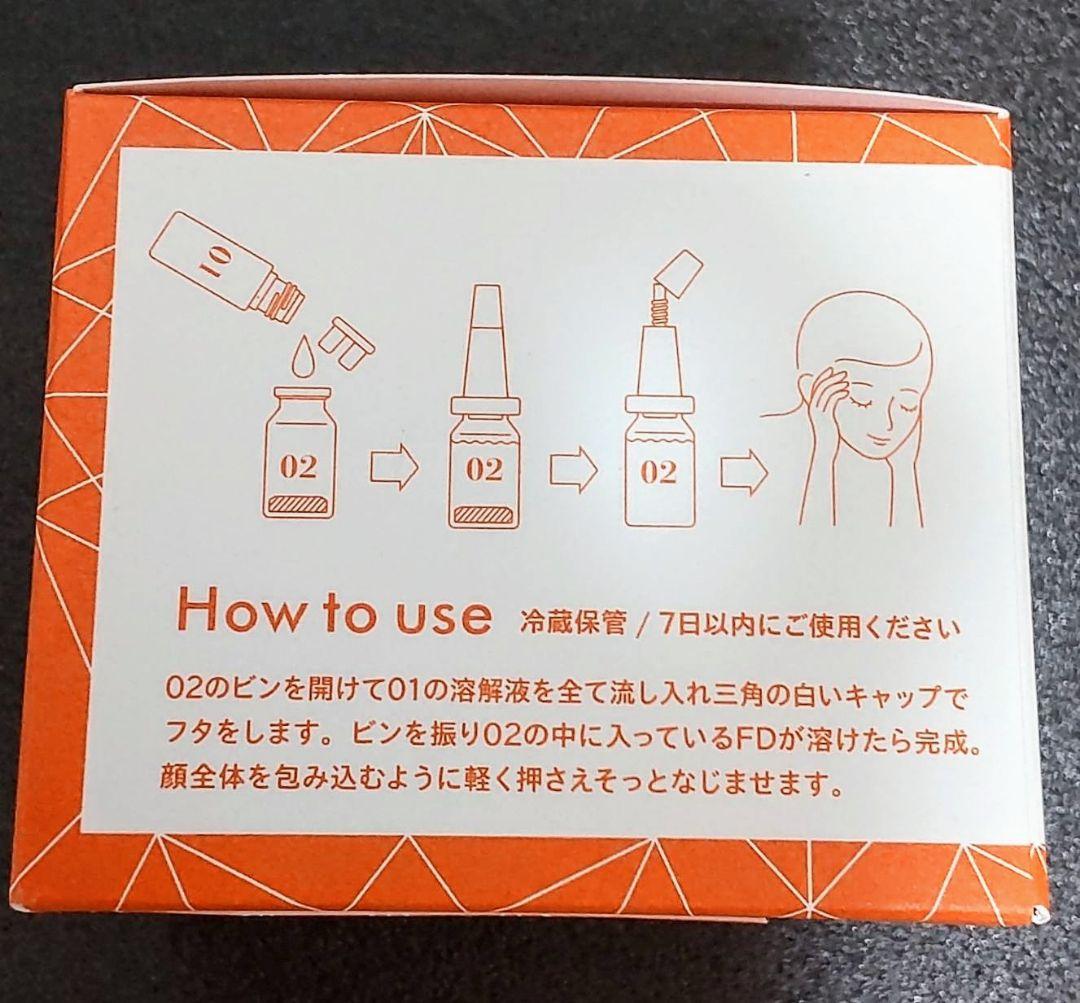 01
02
02
02
How to use 冷蔵保管 / 7日以内にご使用ください
02のビンを開けて01の溶解液を全て流し入れ三角の白いキャップで
フタをします。ビンを振り02の中に入っているFDが溶けたら完成。
顔全体を包み込むように軽く押さえそっとなじませます。